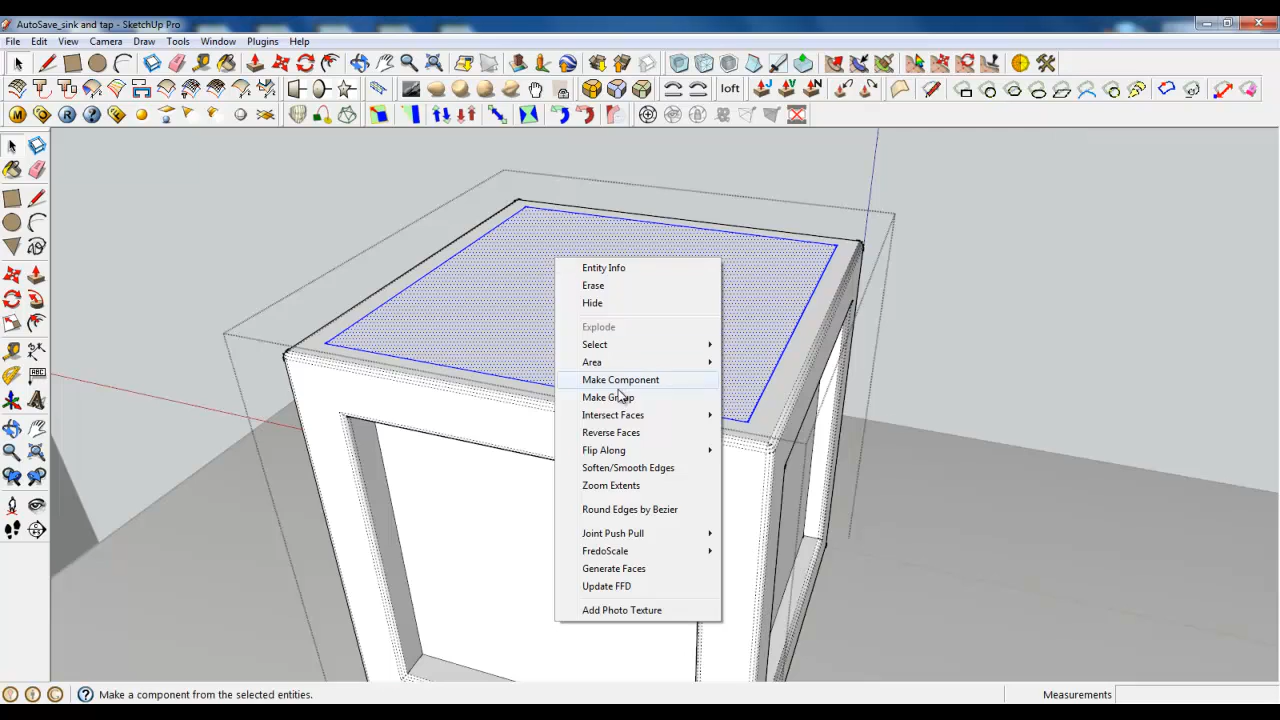 AutoSave_sink and tap - SketchUp Pro
File Edit View Camera Draw Tools Window Plugins Help
loft
M Q R ? €
ABC
Entity Info
Erase
Hide
Explode
Select
Area
Make Component
Make Group
Intersect Faces
Reverse Faces
Flip Along
Soften/Smooth Edges
Zoom Extents
Round Edges by Bezier
Joint Push Pull
FredoScale
Generate Faces
Update FFD
Add Photo Texture
Make a component from the selected entities.
Measurements